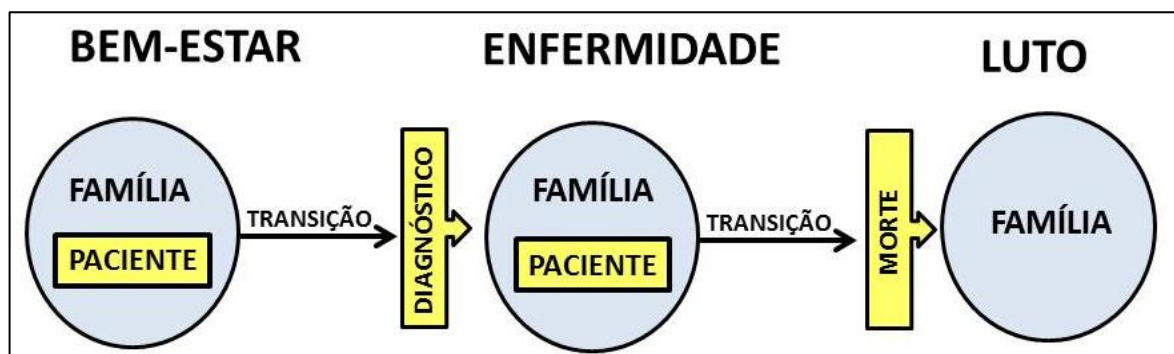 BEM-ESTAR
ENFERMIDADE
LUTO
FAMÍLIA
PACIENTE
TRANSIÇÃO
DIAGNÓSTICO
FAMÍLIA
PACIENTE
TRANSIÇÃO
MORTE
FAMÍLIA